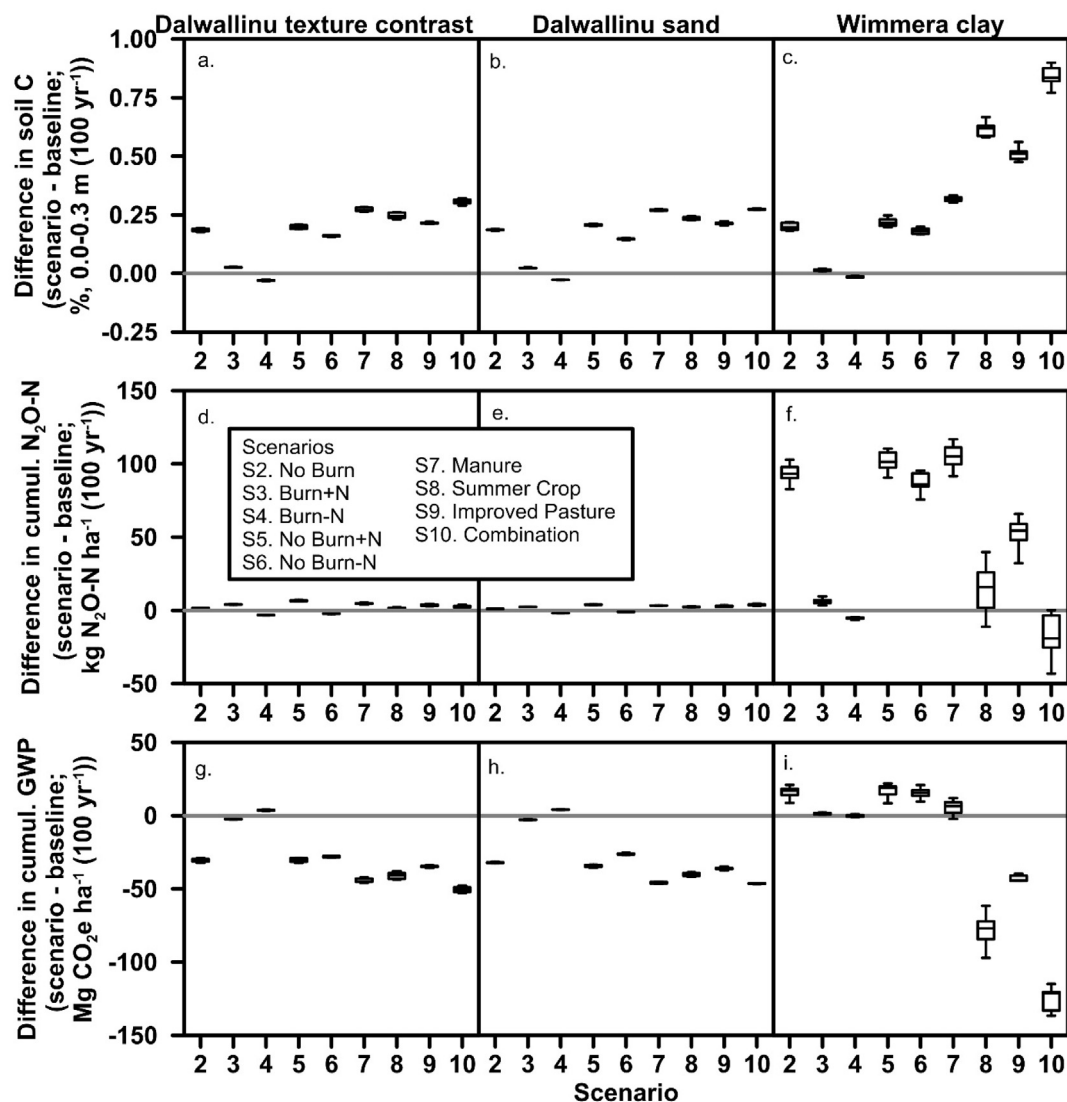 Dalwallinu texture contrast
Dalwallinu sand
Wimmera clay
Difference in soil C
(scenario - baseline;
%, 0.0-0.3 m (100 yr⁻¹))
1.00
0.75
0.50
0.25
0.00
-0.25
a.
b.
c.
2 3 4 5 6 7 8 9 10
2 3 4 5 6 7 8 9 10
2 3 4 5 6 7 8 9 10
Difference in cumul. N₂O-N
(scenario - baseline;
kg N₂O-N ha⁻¹ (100 yr⁻¹))
150
100
50
0
-50
d.
e.
f.
Scenarios
S2. No Burn
S3. Burn+N
S4. Burn-N
S5. No Burn+N
S6. No Burn-N
S7. Manure
S8. Summer Crop
S9. Improved Pasture
S10. Combination
2 3 4 5 6 7 8 9 10
2 3 4 5 6 7 8 9 10
2 3 4 5 6 7 8 9 10
Difference in cumul. GWP
(scenario - baseline;
Mg CO₂e ha⁻¹ (100 yr⁻¹))
50
0
-50
-100
-150
g.
h.
i.
2 3 4 5 6 7 8 9 10
2 3 4 5 6 7 8 9 10
2 3 4 5 6 7 8 9 10
Scenario